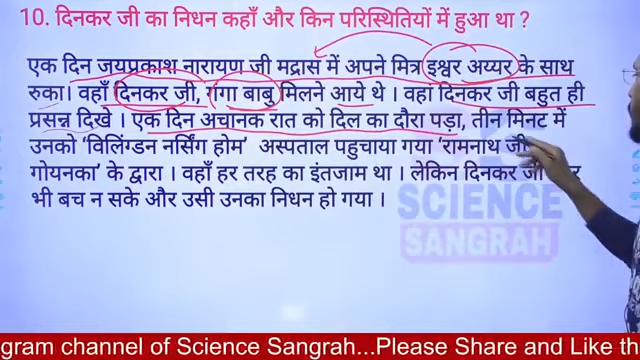 10. दिनकर जी का निधन कहाँ और किन परिस्थितियों में हुआ था ?
एक दिन जयप्रकाश नारायण जी मद्रास में अपने मित्र इश्वर अय्यर के साथ
रुका। वहाँ दिनकर जी, गंगा बाबु मिलने आये थे । वहां दिनकर जी बहुत ही
प्रसन्न दिखे । एक दिन अचानक रात को दिल का दौरा पड़ा, तीन मिनट में
उनको ‘विलिंग्डन नर्सिंग होम’ अस्पताल पहुचाया गया ‘रामनाथ जी
गोयनका’ के द्वारा । वहाँ हर तरह का इंतजाम था । लेकिन दिनकर जी
भी बच न सके और उसी उनका निधन हो गया ।
SCIENCE
SANGRAH
gram channel of Science Sangrah...Please Share and Like th